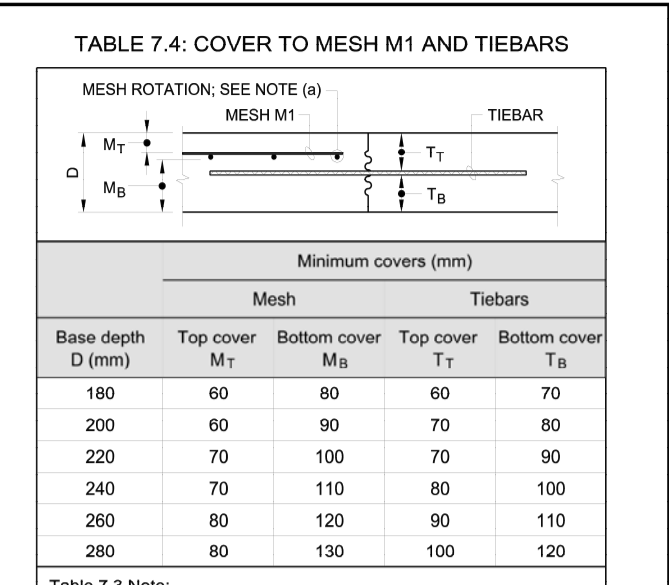 TABLE 7.4: COVER TO MESH M1 AND TIEBARS
MESH ROTATION; SEE NOTE (a)
MESH M1
TIEBAR
D
MT
MB
TT
TB
Minimum covers (mm)
Mesh Tiebars
Base depth Top cover Bottom cover Top cover Bottom cover
D (mm) MT MB TT TB
180 60 80 60 70
200 60 90 70 80
220 70 100 70 90
240 70 110 80 100
260 80 120 90 110
280 80 130 100 120
Table 7.3 Note: